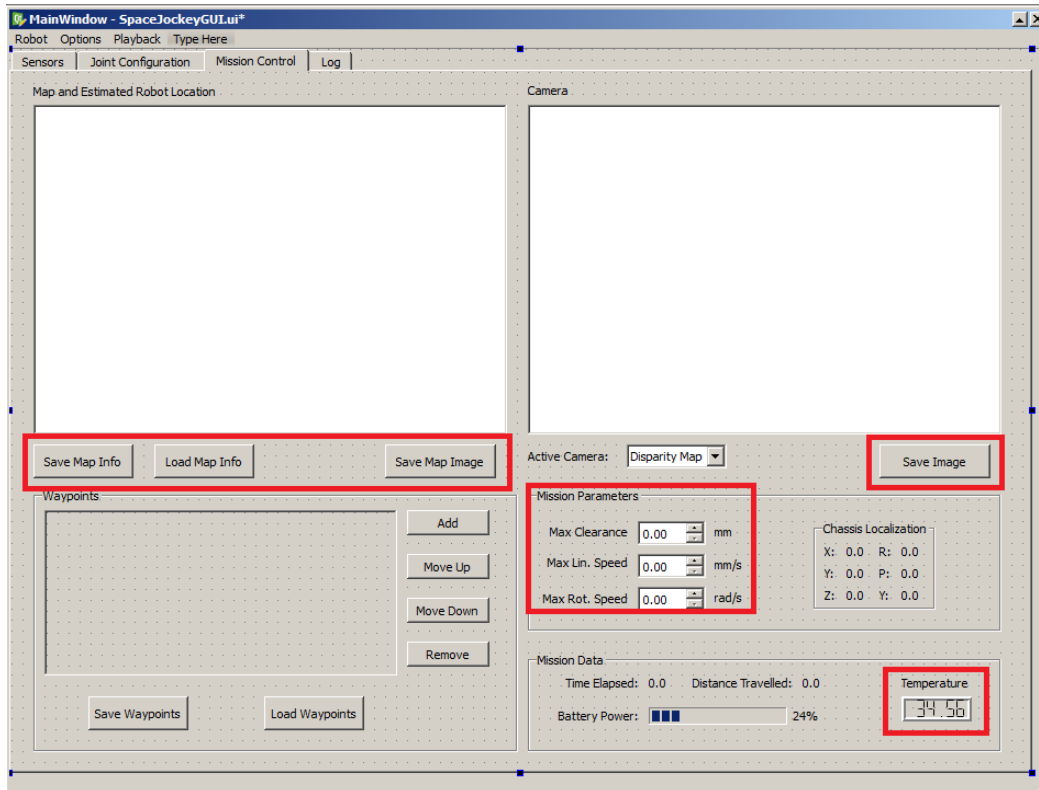 MainWindow - SpaceJockeyGUI.ui*
Robot Options Playback Type Here
Sensors Joint Configuration Mission Control Log
Map and Estimated Robot Location
Camera
Save Map Info Load Map Info Save Map Image
Active Camera: Disparity Map Save Image
Waypoints
Add
Move Up
Move Down
Remove
Save Waypoints Load Waypoints
Mission Parameters
Max Clearance 0.00 mm
Max Lin. Speed 0.00 mm/s
Max Rot. Speed 0.00 rad/s
Chassis Localization
X: 0.0 R: 0.0
Y: 0.0 P: 0.0
Z: 0.0 Y: 0.0
Mission Data
Time Elapsed: 0.0 Distance Travelled: 0.0
Battery Power: 24%
Temperature
34.56